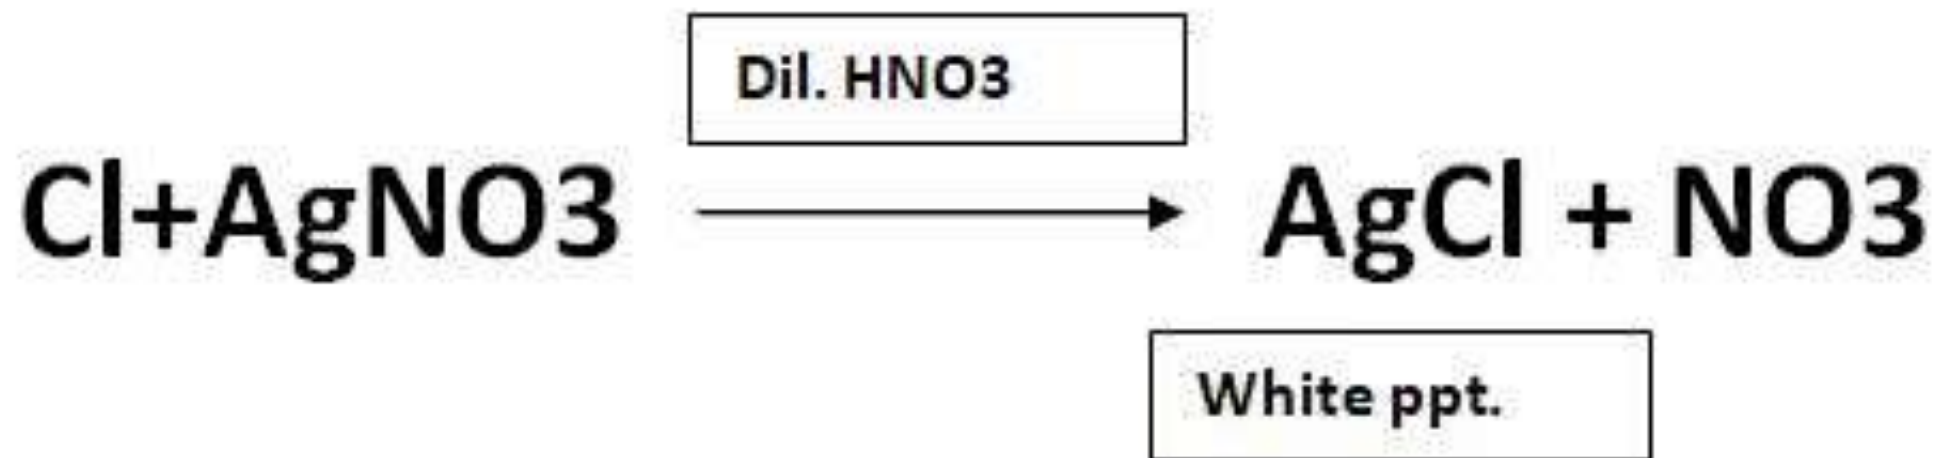 Dil. HNO3
Cl+AgNO3 AgCl + NO3
White ppt.